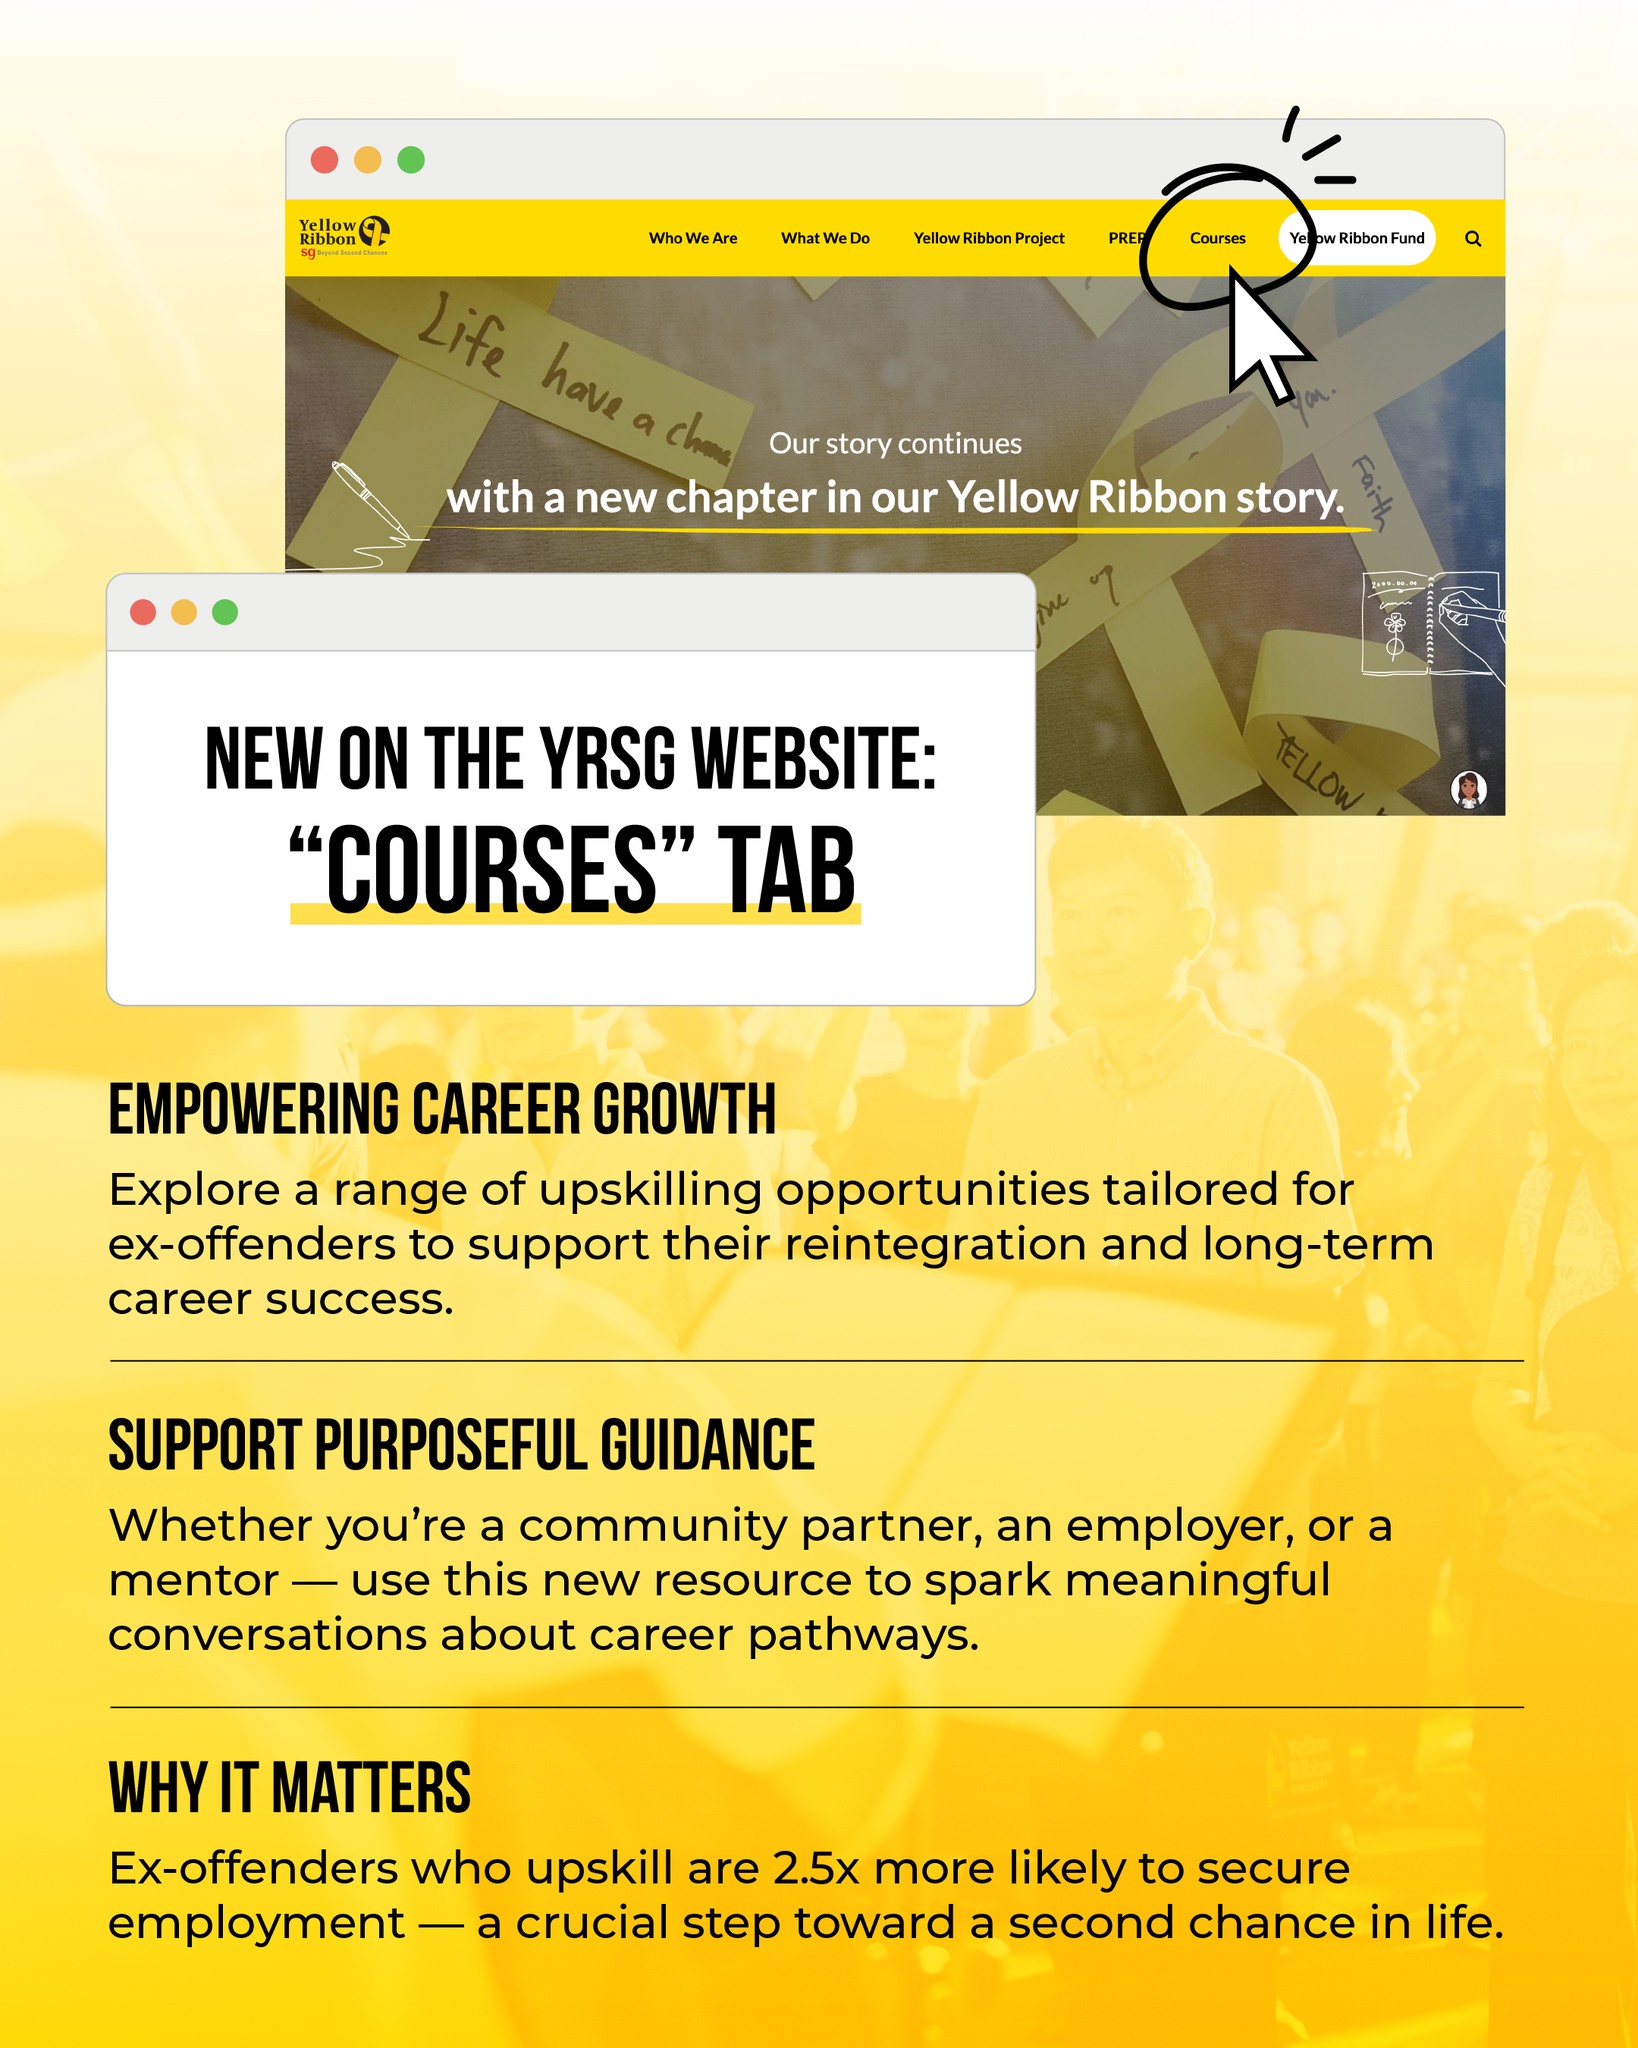 Yellow
Ribbon
sg Beyond Second Chances
Who We Are What We Do Yellow Ribbon Project PREP Courses Yellow Ribbon Fund
Life have a
you.
Faith
Our story continues
with a new chapter in our Yellow Ribbon story.
give up
YELLOW
NEW ON THE YRSG WEBSITE:
“COURSES” TAB
EMPOWERING CAREER GROWTH
Explore a range of upskilling opportunities tailored for
ex-offenders to support their reintegration and long-term
career success.
SUPPORT PURPOSEFUL GUIDANCE
Whether you’re a community partner, an employer, or a
mentor — use this new resource to spark meaningful
conversations about career pathways.
WHY IT MATTERS
Ex-offenders who upskill are 2.5x more likely to secure
employment — a crucial step toward a second chance in life.